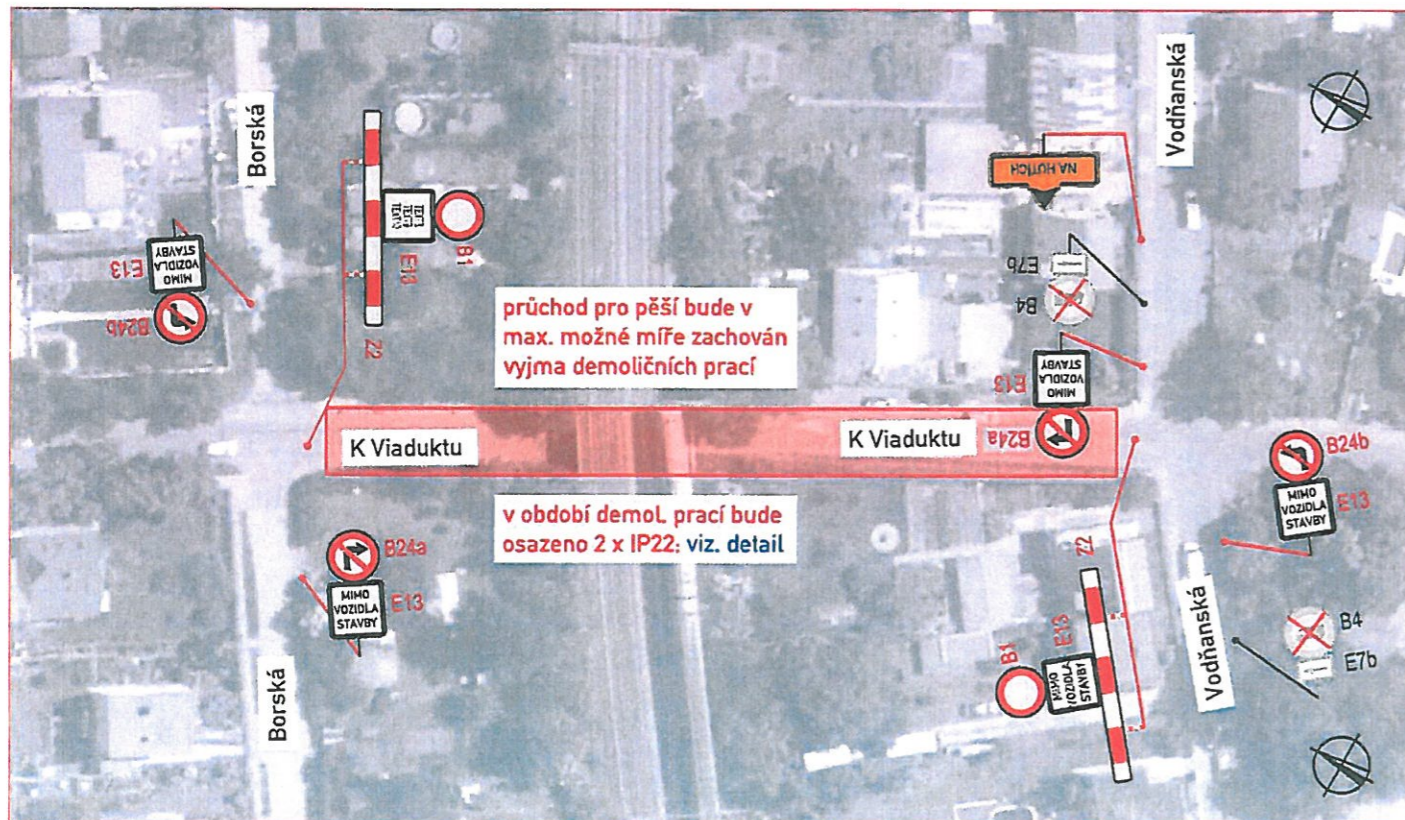 Borská
Vodňanská
NA HUTÍCH
E13
MIMO
VOZIDLA
STAVBY
B24b
E13
B1
Z2
E7b
B4
E13
MIMO
VOZIDLA
STAVBY
B24a
průchod pro pěší bude v
max. možné míře zachován
vyjma demoličních prací
K Viaduktu
K Viaduktu
v období demol. prací bude
osazeno 2 x IP22: viz. detail
B24b
MIMO
VOZIDLA
STAVBY
E13
B24a
MIMO
VOZIDLA
STAVBY
E13
Z2
B1
E13
MIMO
VOZIDLA
STAVBY
B4
E7b
Borská
Vodňanská